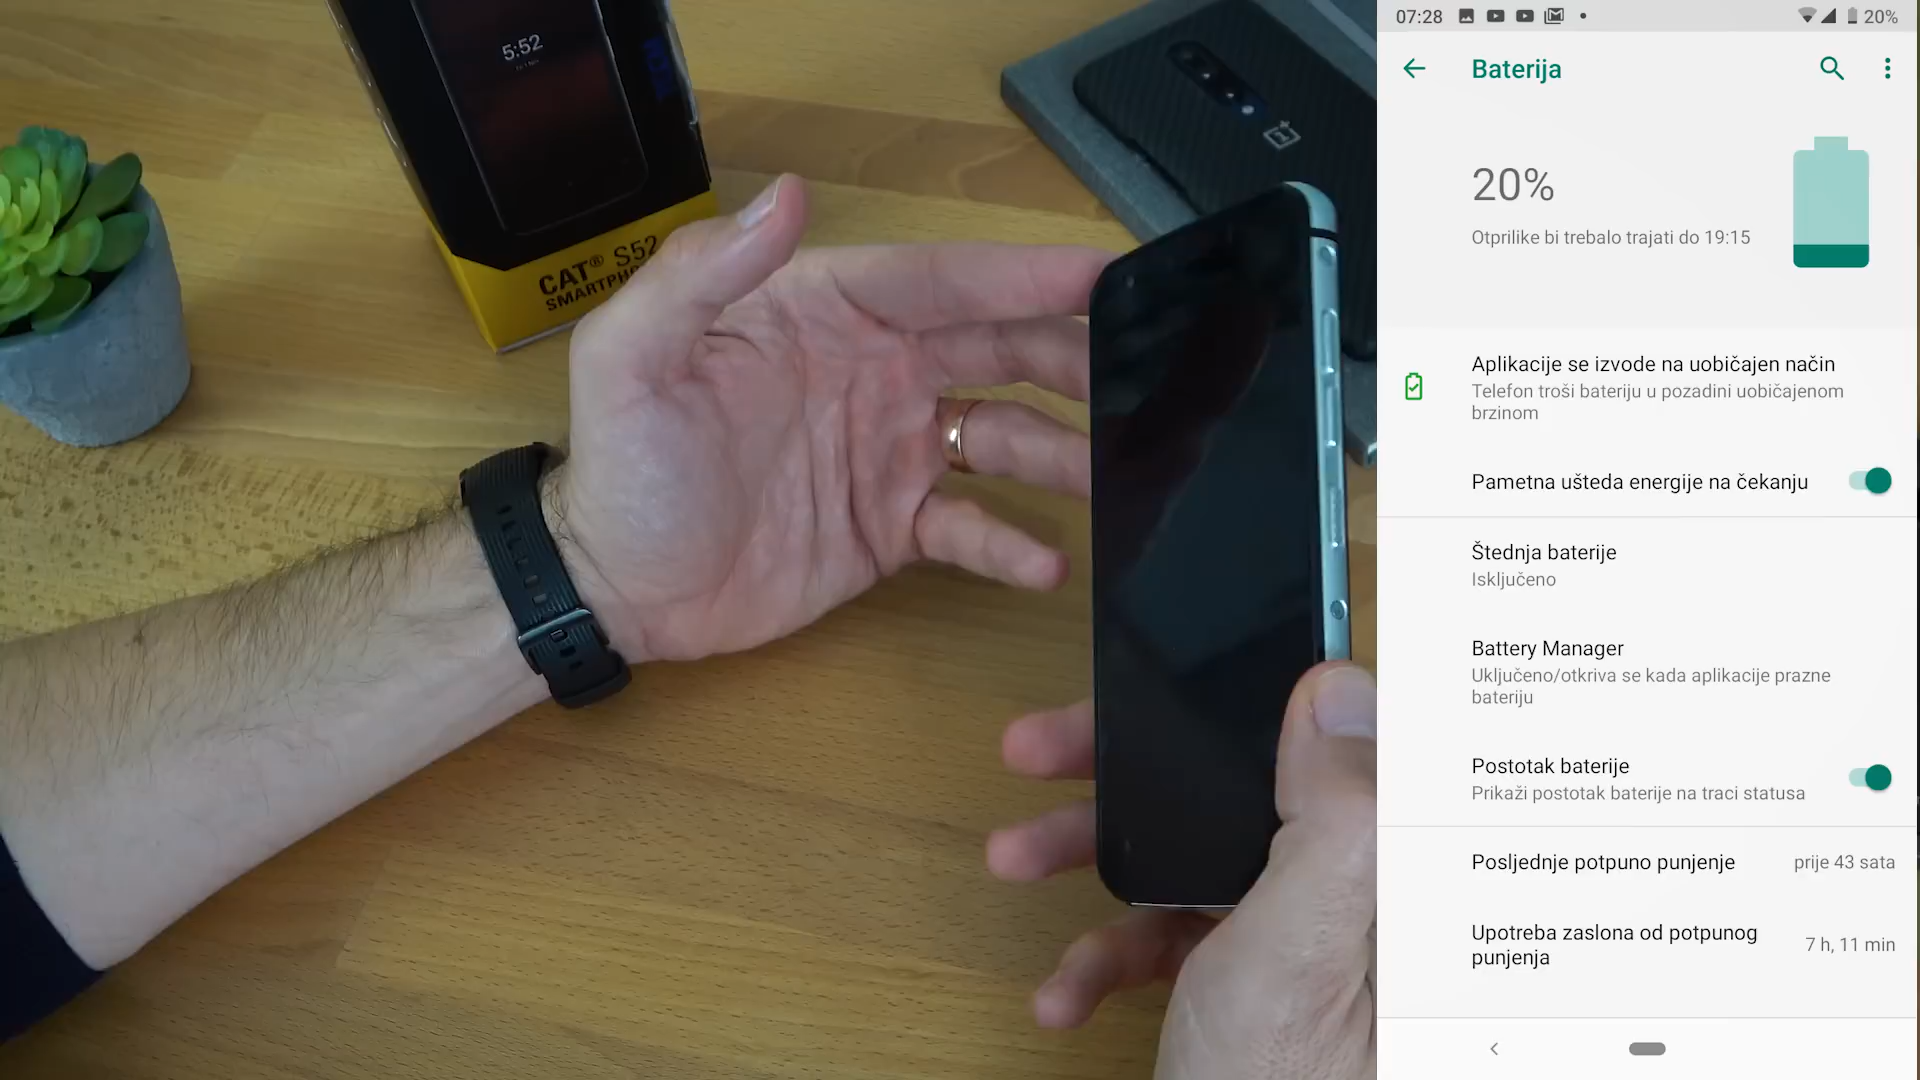 5:52
CAT® S52
SMARTPHO
07:28
20%
Baterija
20%
Otprilike bi trebalo trajati do 19:15
Aplikacije se izvode na uobičajen način
Telefon troši bateriju u pozadini uobičajenom
brzinom
Pametna ušteda energije na čekanju
Štednja baterije
Isključeno
Battery Manager
Uključeno/otkriva se kada aplikacije prazne
bateriju
Postotak baterije
Prikaži postotak baterije na traci statusa
Posljednje potpuno punjenje
prije 43 sata
Upotreba zaslona od potpunog
punjenja
7 h, 11 min